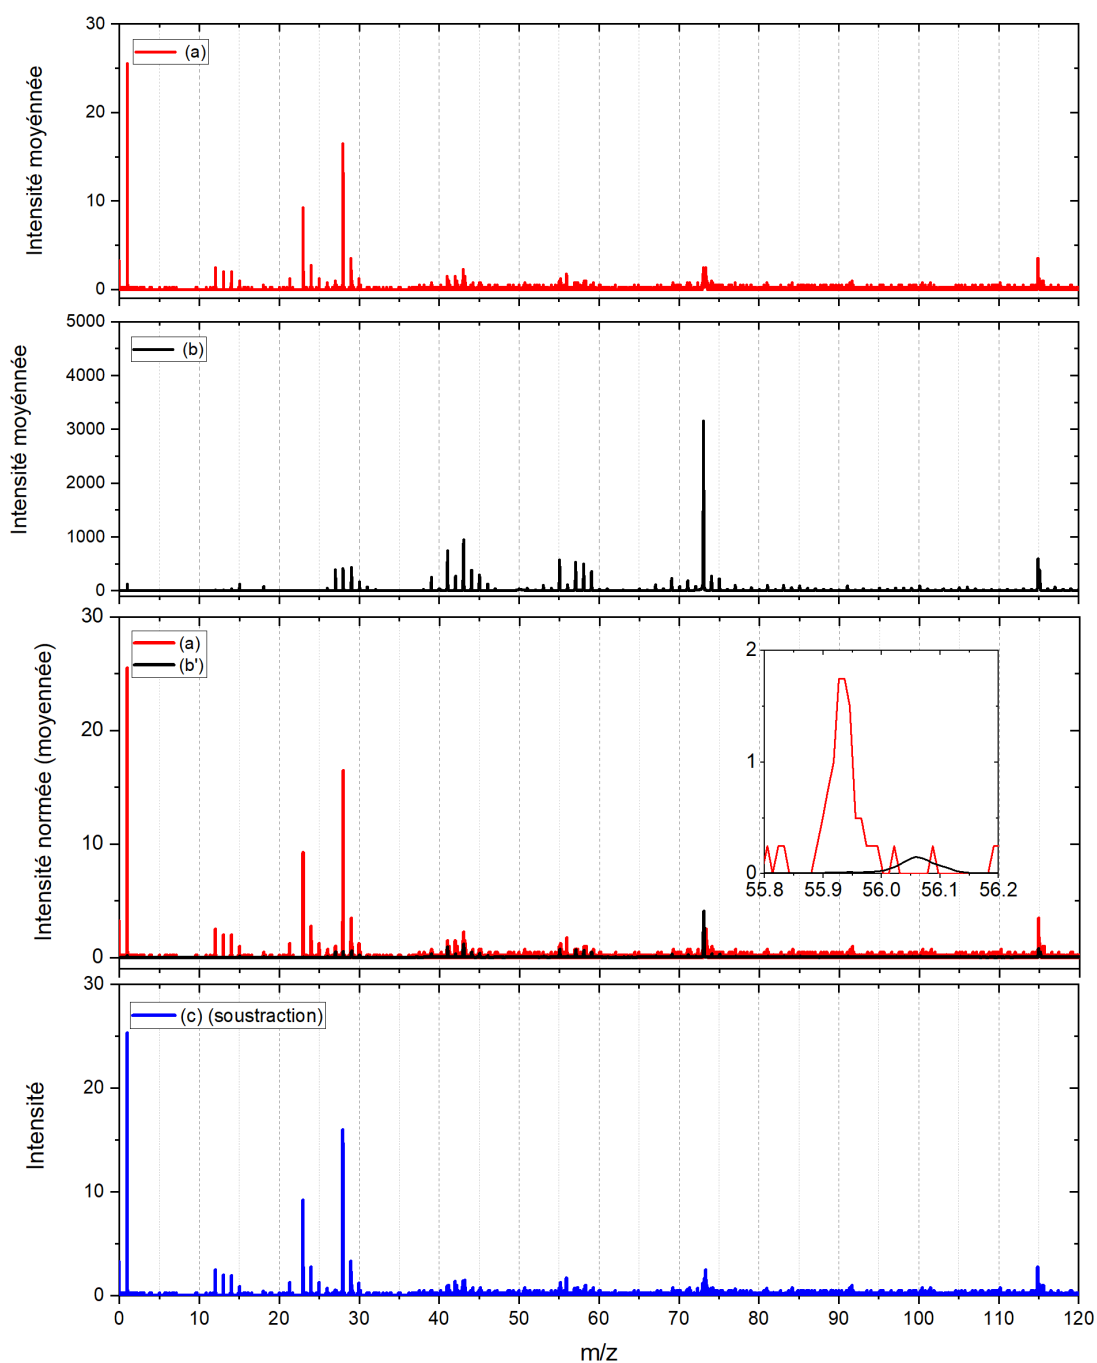 30
20
10
0
Intensité moyénnée
(a)
5000
4000
3000
2000
1000
0
Intensité moyénnée
(b)
30
20
10
0
Intensité normée (moyennée)
(a)
(b')
2
1
0
55.8 55.9 56.0 56.1 56.2
30
20
10
0
Intensité
(c) (soustraction)
0 10 20 30 40 50 60 70 80 90 100 110 120
m/z